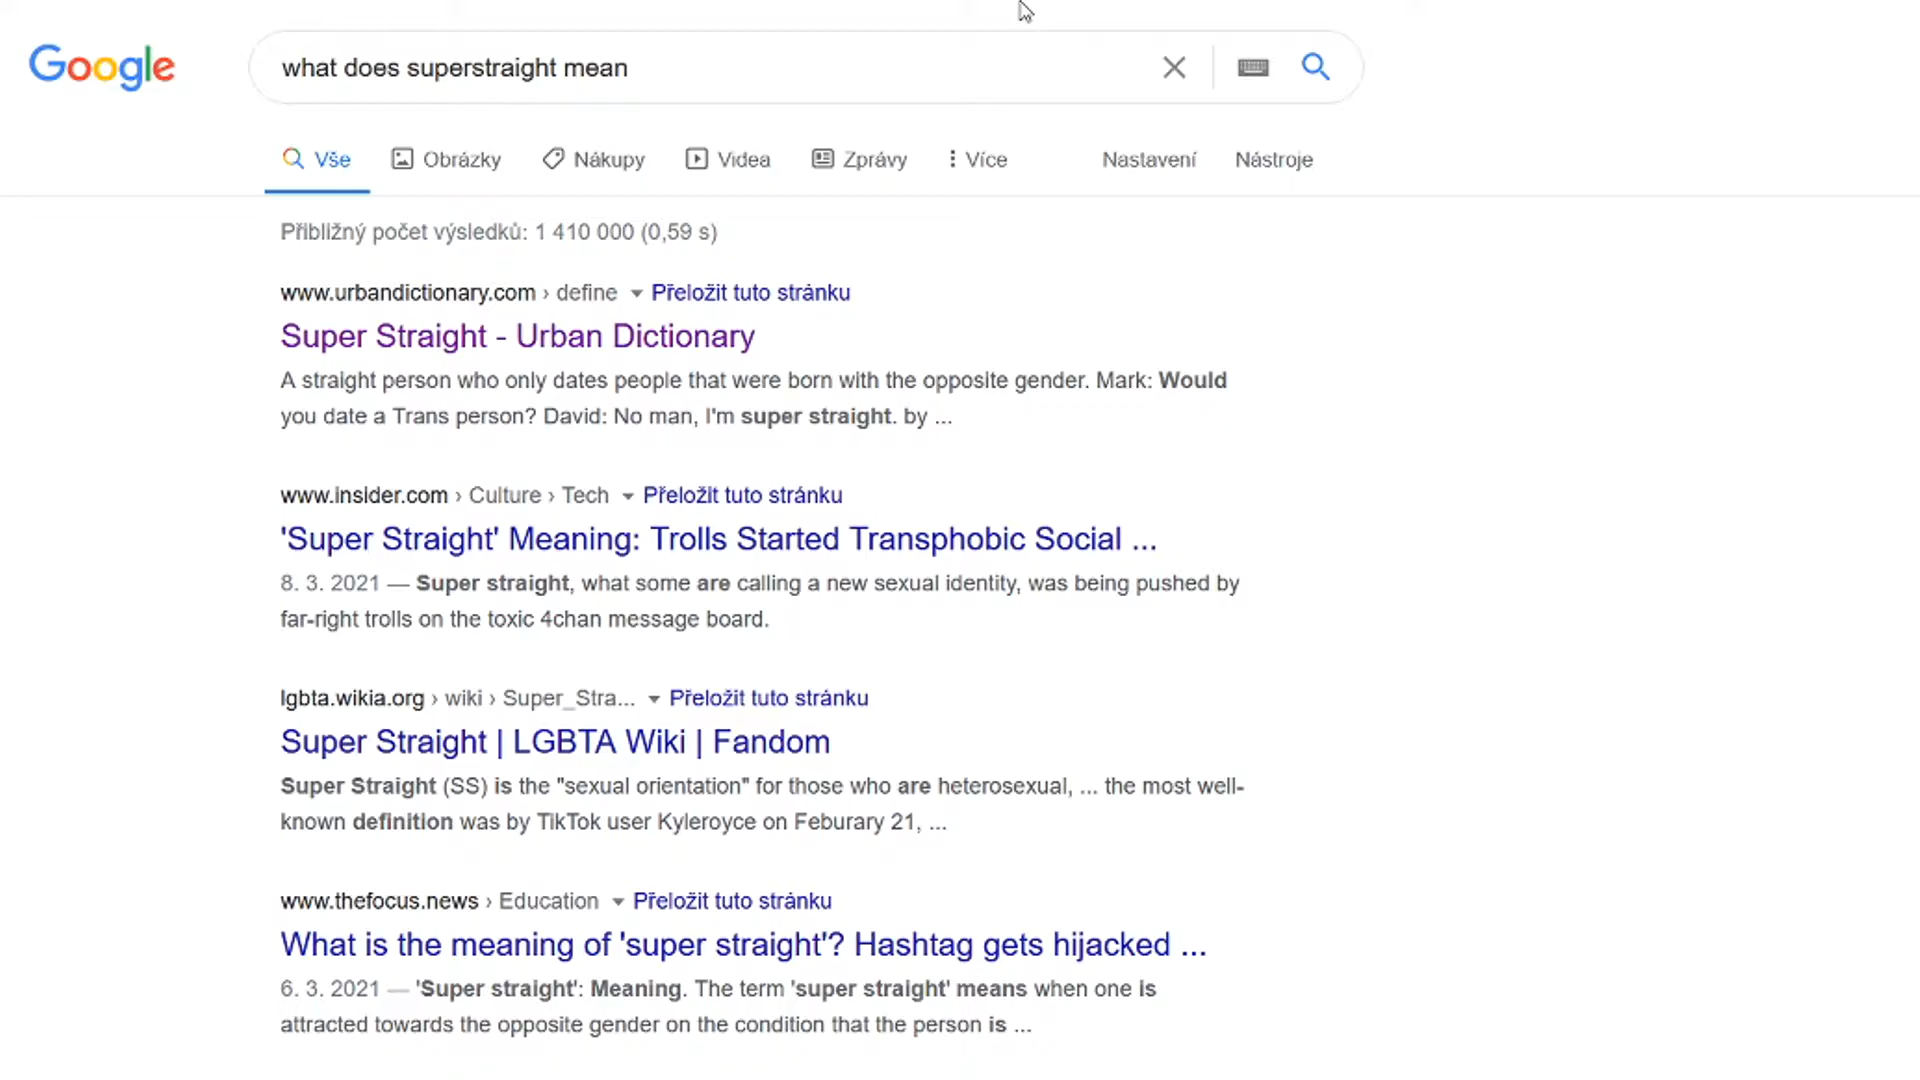 Google
what does superstraight mean
Vše Obrázky Nákupy Videa Zprávy Více Nastavení Nástroje
Přibližný počet výsledků: 1 410 000 (0,59 s)
www.urbandictionary.com › define Přeložit tuto stránku
Super Straight - Urban Dictionary
A straight person who only dates people that were born with the opposite gender. Mark: Would
you date a Trans person? David: No man, I'm super straight. by ...
www.insider.com › Culture › Tech Přeložit tuto stránku
'Super Straight' Meaning: Trolls Started Transphobic Social ...
8. 3. 2021 — Super straight, what some are calling a new sexual identity, was being pushed by
far-right trolls on the toxic 4chan message board.
lgbta.wikia.org › wiki › Super_Stra... Přeložit tuto stránku
Super Straight | LGBTA Wiki | Fandom
Super Straight (SS) is the "sexual orientation" for those who are heterosexual, ... the most well-
known definition was by TikTok user Kyleroyce on Feburary 21, ...
www.thefocus.news › Education Přeložit tuto stránku
What is the meaning of 'super straight'? Hashtag gets hijacked ...
6. 3. 2021 — 'Super straight': Meaning. The term 'super straight' means when one is
attracted towards the opposite gender on the condition that the person is ...